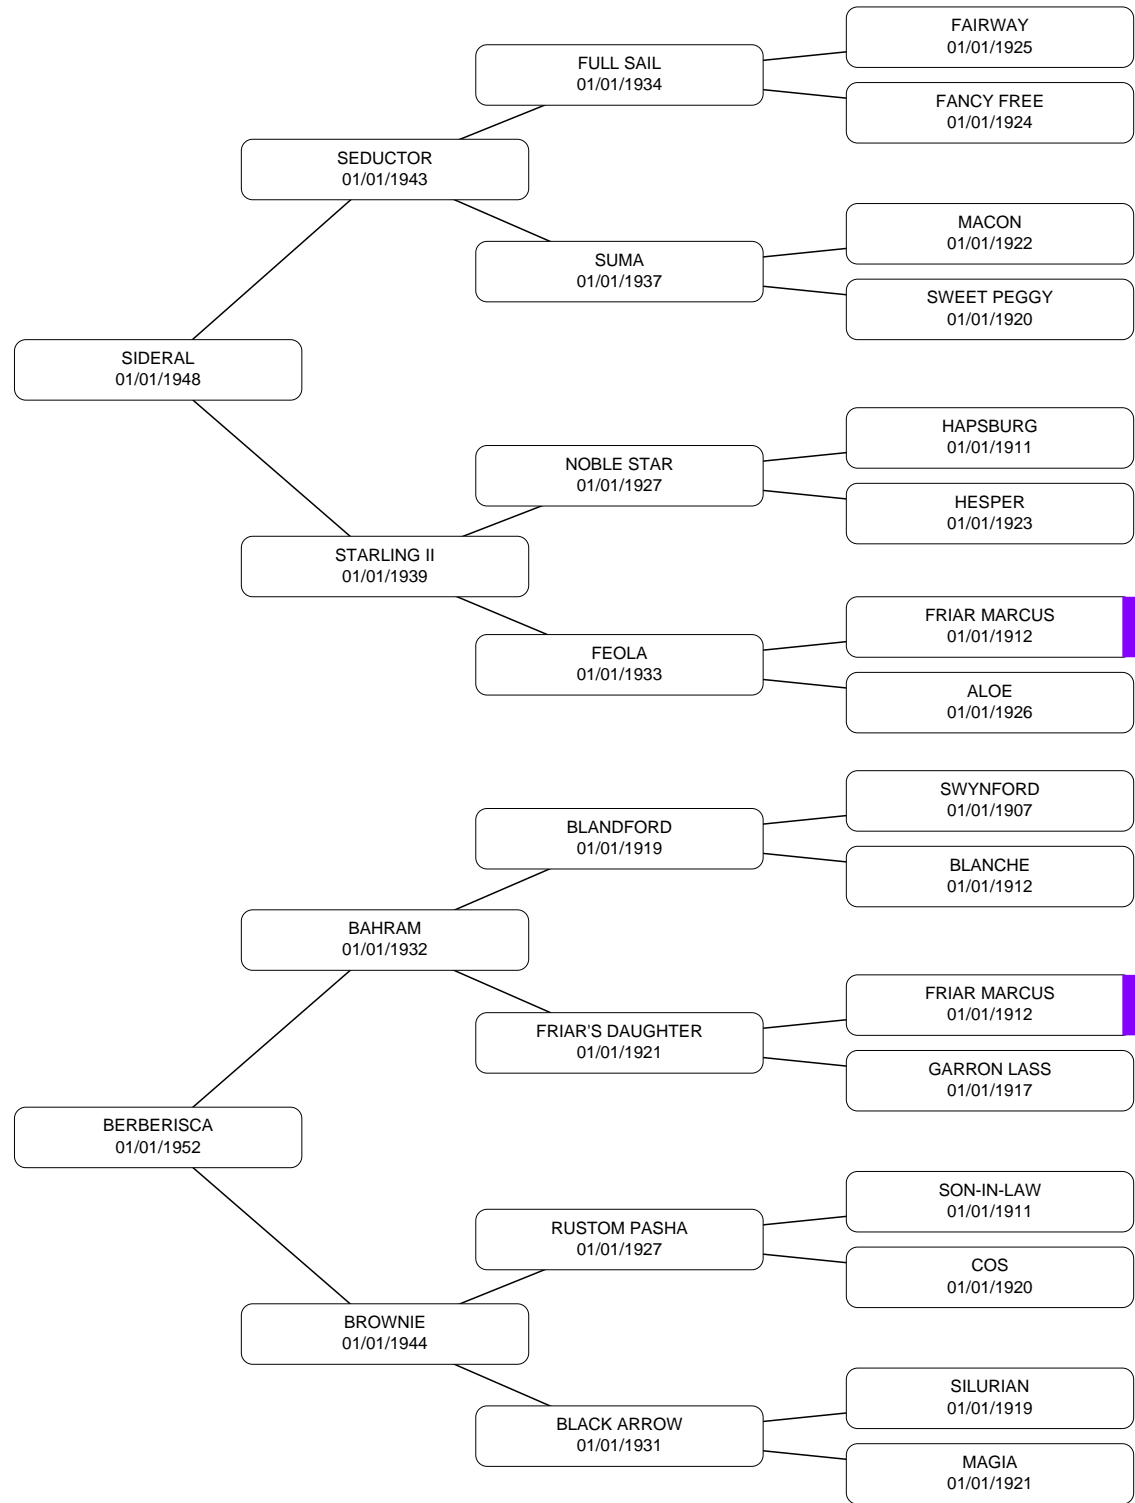 FAIRWAY
01/01/1925
FULL SAIL
01/01/1934
FANCY FREE
01/01/1924
SEDUCTOR
01/01/1943
MACON
01/01/1922
SUMA
01/01/1937
SWEET PEGGY
01/01/1920
SIDERAL
01/01/1948
HAPSBURG
01/01/1911
NOBLE STAR
01/01/1927
HESPER
01/01/1923
STARLING II
01/01/1939
FRIAR MARCUS
01/01/1912
FEOLA
01/01/1933
ALOE
01/01/1926
SWYNFORD
01/01/1907
BLANDFORD
01/01/1919
BLANCHE
01/01/1912
BAHRAM
01/01/1932
FRIAR MARCUS
01/01/1912
FRIAR'S DAUGHTER
01/01/1921
GARRON LASS
01/01/1917
BERBERISCA
01/01/1952
SON-IN-LAW
01/01/1911
RUSTOM PASHA
01/01/1927
COS
01/01/1920
BROWNIE
01/01/1944
SILURIAN
01/01/1919
BLACK ARROW
01/01/1931
MAGIA
01/01/1921